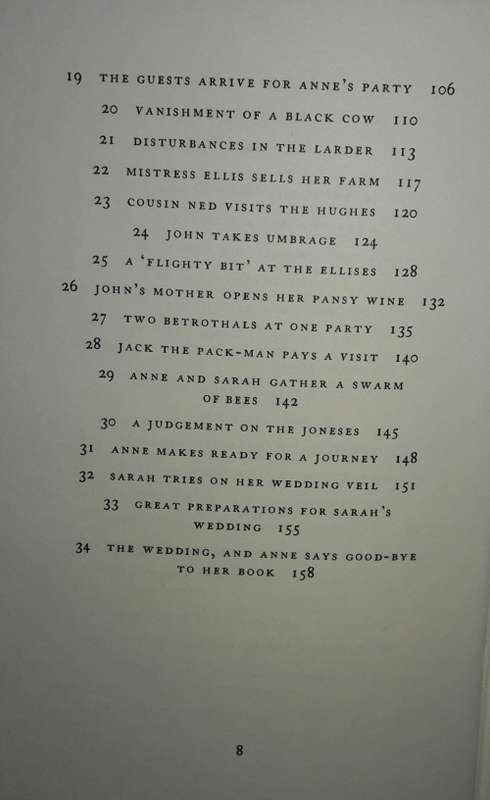 19 THE GUESTS ARRIVE FOR ANNE'S PARTY 106
20 VANISHMENT OF A BLACK COW 110
21 DISTURBANCES IN THE LARDER 113
22 MISTRESS ELLIS SELLS HER FARM 117
23 COUSIN NED VISITS THE HUGHES 120
24 JOHN TAKES UMBRAGE 124
25 A ‘FLIGHTY BIT’ AT THE ELLISES 128
26 JOHN'S MOTHER OPENS HER PANSY WINE 132
27 TWO BETROTHALS AT ONE PARTY 135
28 JACK THE PACK-MAN PAYS A VISIT 140
29 ANNE AND SARAH GATHER A SWARM
OF BEES 142
30 A JUDGEMENT ON THE JONESES 145
31 ANNE MAKES READY FOR A JOURNEY 148
32 SARAH TRIES ON HER WEDDING VEIL 151
33 GREAT PREPARATIONS FOR SARAH'S
WEDDING 155
34 THE WEDDING, AND ANNE SAYS GOOD-BYE
TO HER BOOK 158
8